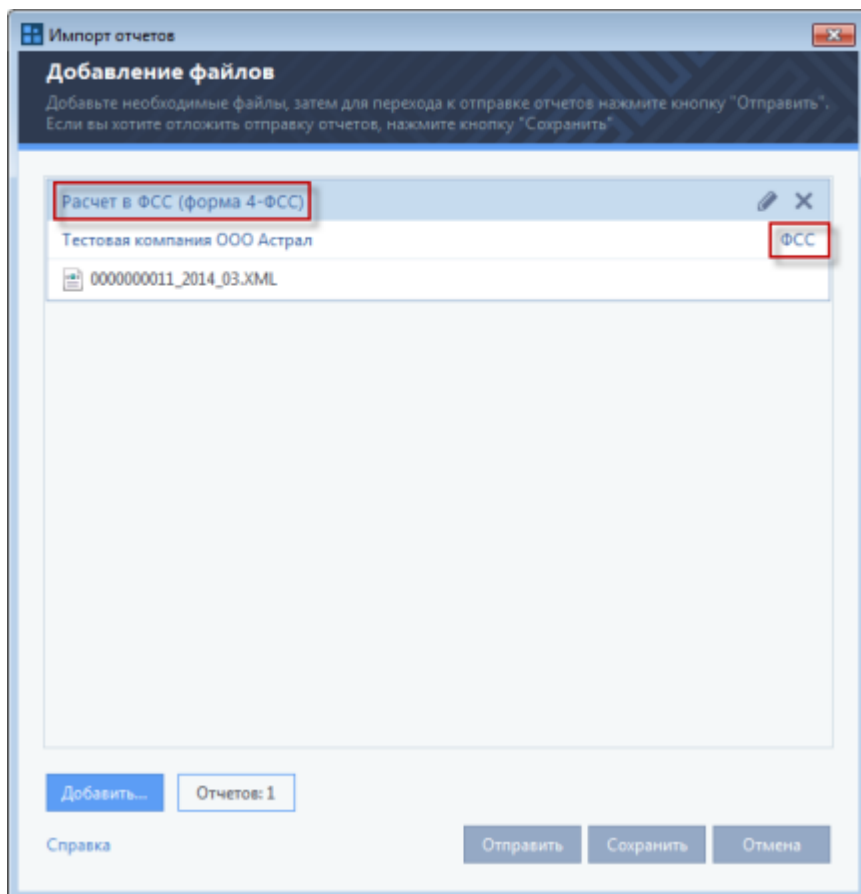 Импорт отчетов
Добавление файлов
Добавьте необходимые файлы, затем для перехода к отправке отчетов нажмите кнопку "Отправить".
Если вы хотите отложить отправку отчетов, нажмите кнопку "Сохранить"
Расчет в ФСС (форма 4-ФСС)
Тестовая компания ООО Астрал ФСС
0000000011_2014_03.XML
Добавить... Отчетов: 1
Справка Отправить Сохранить Отмена